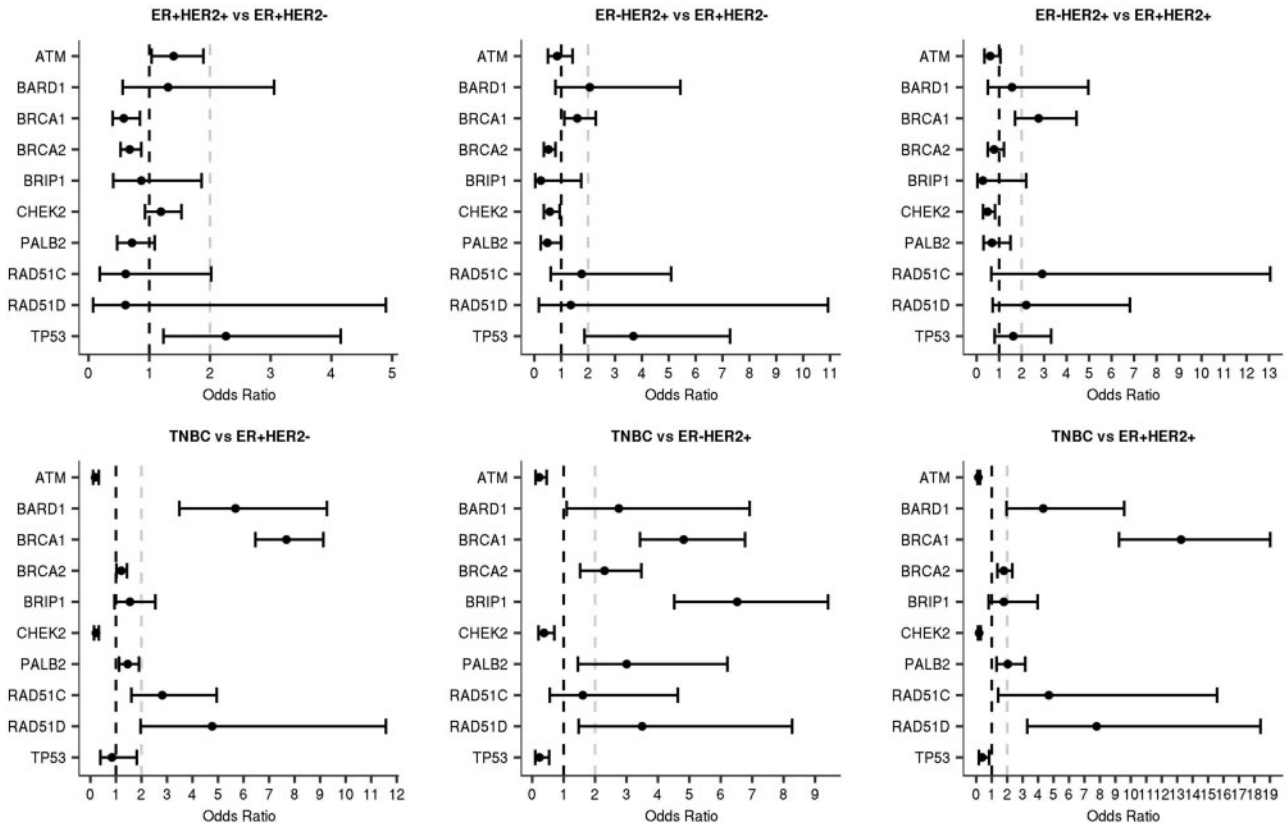 ER+HER2+ vs ER+HER2-
ATM
BARD1
BRCA1
BRCA2
BRIP1
CHEK2
PALB2
RAD51C
RAD51D
TP53
0 1 2 3 4 5
Odds Ratio
ER-HER2+ vs ER+HER2-
ATM
BARD1
BRCA1
BRCA2
BRIP1
CHEK2
PALB2
RAD51C
RAD51D
TP53
0 1 2 3 4 5 6 7 8 9 10 11
Odds Ratio
ER-HER2+ vs ER+HER2+
ATM
BARD1
BRCA1
BRCA2
BRIP1
CHEK2
PALB2
RAD51C
RAD51D
TP53
0 1 2 3 4 5 6 7 8 9 10 11 12 13
Odds Ratio
TNBC vs ER+HER2-
ATM
BARD1
BRCA1
BRCA2
BRIP1
CHEK2
PALB2
RAD51C
RAD51D
TP53
0 1 2 3 4 5 6 7 8 9 10 11 12
Odds Ratio
TNBC vs ER-HER2+
ATM
BARD1
BRCA1
BRCA2
BRIP1
CHEK2
PALB2
RAD51C
RAD51D
TP53
0 1 2 3 4 5 6 7 8 9
Odds Ratio
TNBC vs ER+HER2+
ATM
BARD1
BRCA1
BRCA2
BRIP1
CHEK2
PALB2
RAD51C
RAD51D
TP53
0 1 2 3 4 5 6 7 8 9 10 11 12 13 14 15 16 17 18 19
Odds Ratio